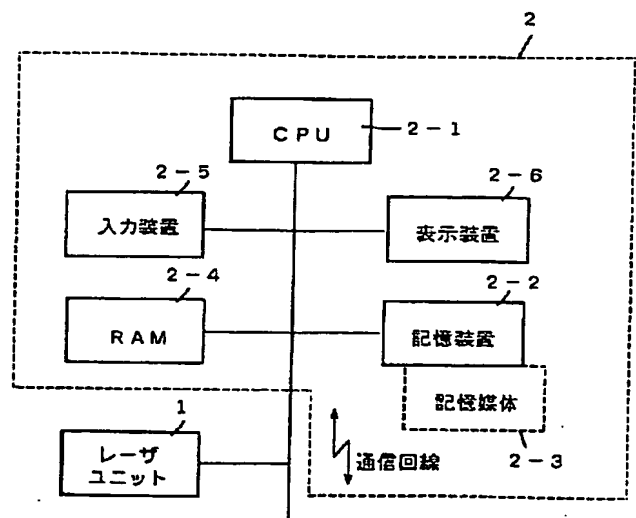 2
CPU
2-1
2-5
2-6
入力装置
表示装置
2-4
2-2
RAM
記憶装置
記憶媒体
1
レーザ
ユニット
通信回線
2-3